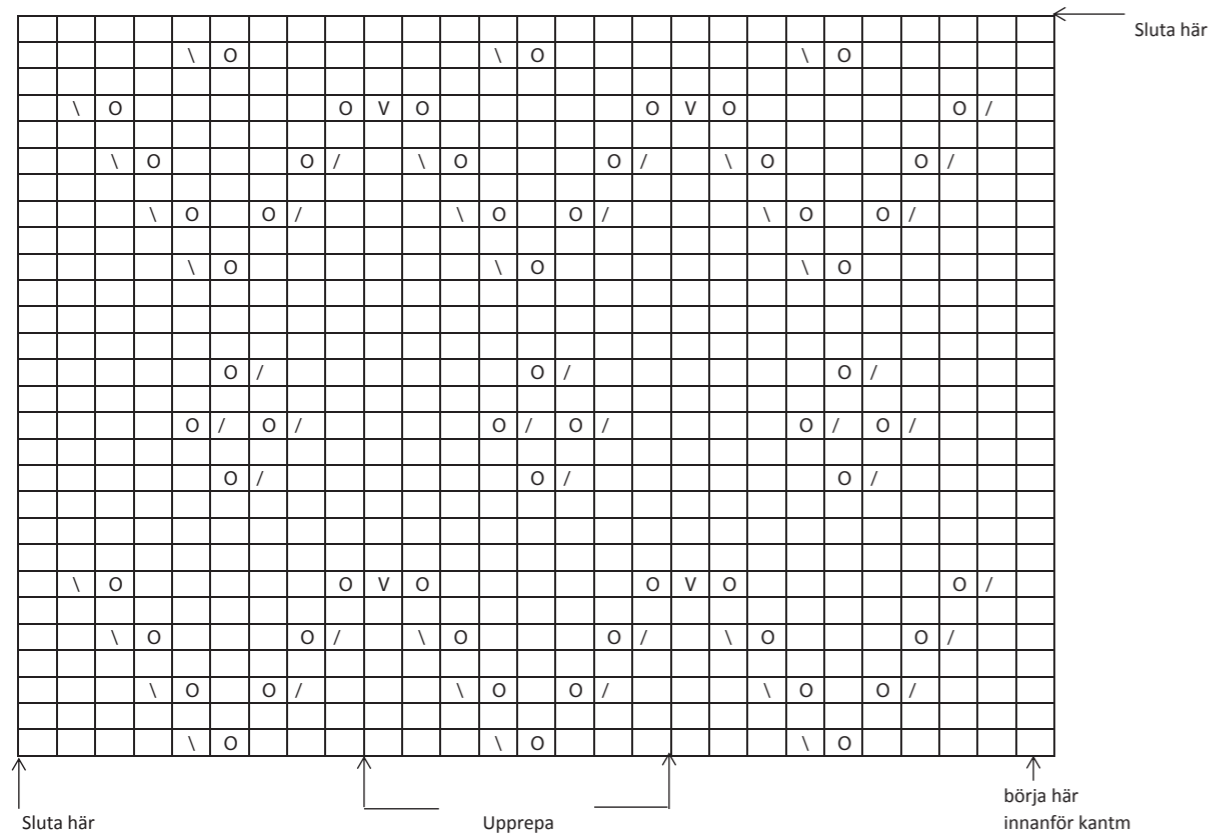 Sluta här
\ O \ O \ O
\ O O V O O V O O /
\ O O / \ O O / \ O O /
\ O O / \ O O / \ O O /
\ O \ O \ O
O / O / O /
O / O / O / O / O / O /
O / O / O /
\ O O V O O V O O /
\ O O / \ O O / \ O O /
\ O O / \ O O / \ O O /
\ O \ O \ O
börja här
Sluta här Upprepa innanför kantm